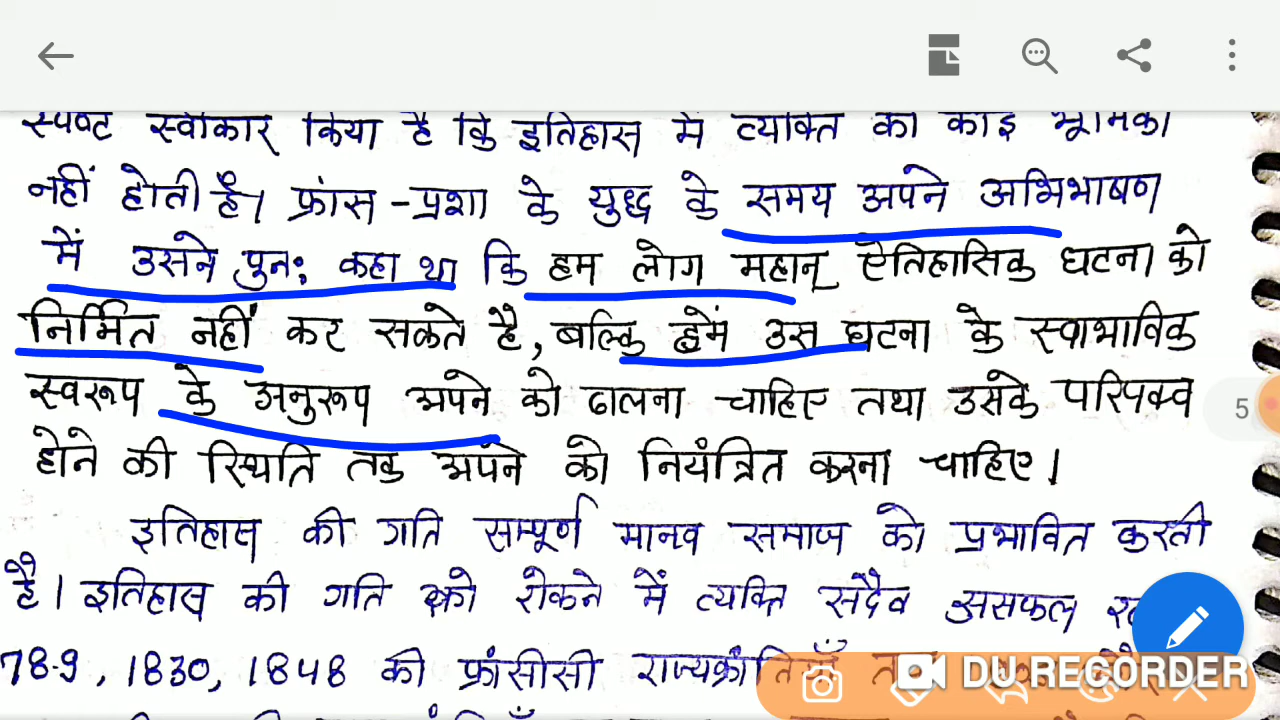 स्पष्ट स्वीकार किया है कि इतिहास में व्यक्ति की कोई भूमिका
नहीं होती है। फ्रांस-प्रशा के युद्ध के समय अपने अभिभाषण
में उसने पुनः कहा था कि हम लोग महान् ऐतिहासिक घटना को
निर्मित नहीं कर सकते है, बल्कि हमें उस घटना के स्वाभाविक
स्वरूप के अनुरूप अपने को ढालना चाहिए तथा उसके परिपक्व
5
होने की स्थिति तक अपने को नियंत्रित करना चाहिए।
इतिहास की गति सम्पूर्ण मानव समाज को प्रभावित करती
है। इतिहास की गति को रोकने में व्यक्ति सदैव असफल
1830, 1848 की फ्रांसीसी राज्यक्रांतियाँ
DU RECORDER